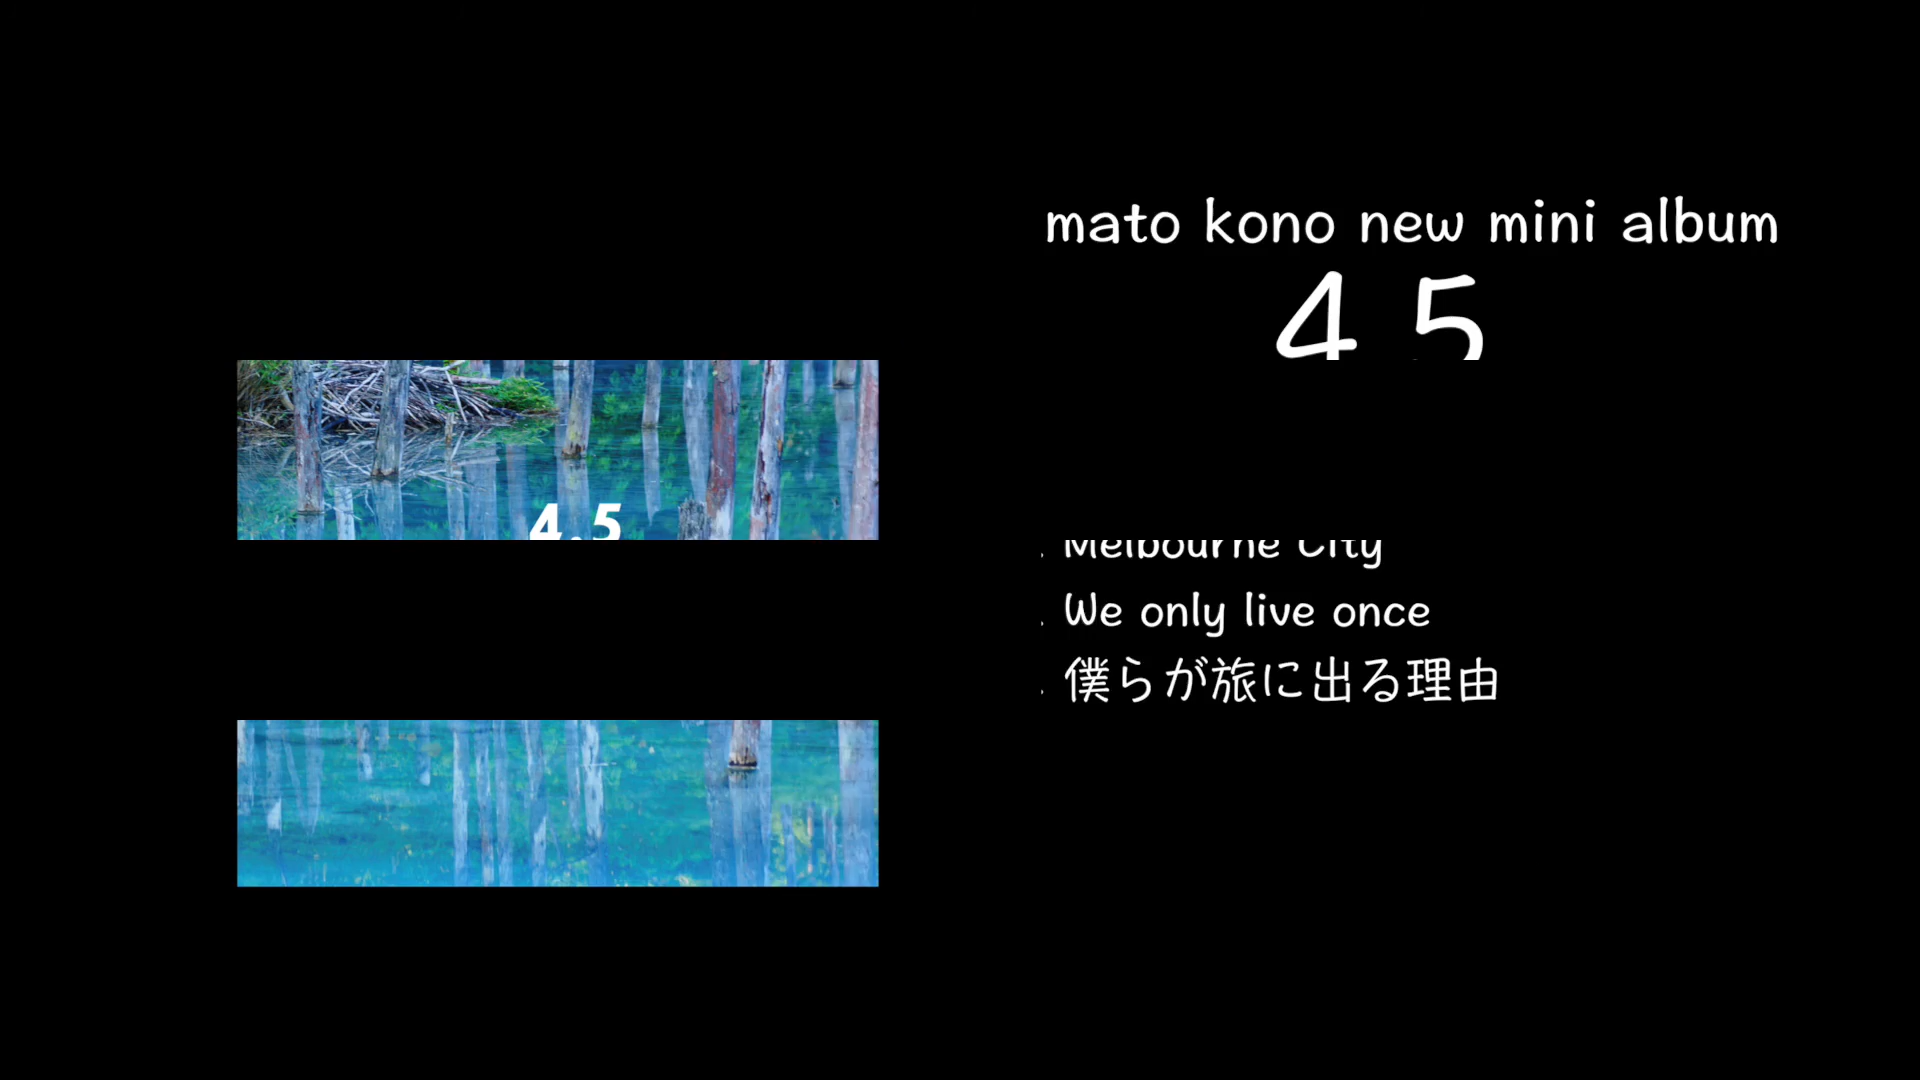 mato kono new mini album
4.5
4.5
. Melbourne City
. We only live once
. 僕らが旅に出る理由